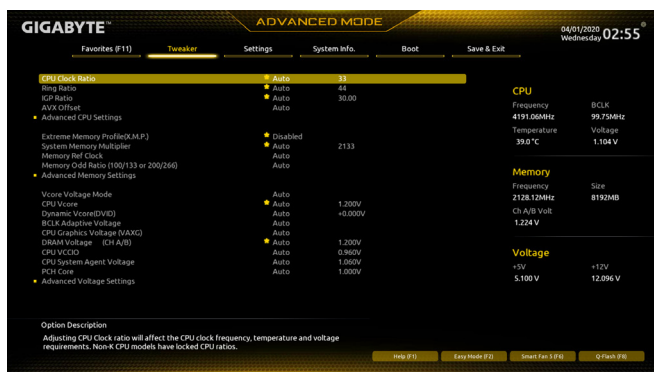 GIGABYTE™
ADVANCED MODE
04/01/2020
Wednesday 02:55
Favorites (F11) Tweaker Settings System Info. Boot Save & Exit
CPU Clock Ratio Auto 33
Ring Ratio Auto 44
IGP Ratio Auto 30.00
AVX Offset Auto
Advanced CPU Settings
Extreme Memory Profile(X.M.P.) Disabled
System Memory Multiplier Auto 2133
Memory Ref Clock Auto
Memory Odd Ratio (100/133 or 200/266) Auto
Advanced Memory Settings
Vcore Voltage Mode Auto
CPU Vcore Auto 1.200V
Dynamic Vcore(DVID) Auto +0.000V
BCLK Adaptive Voltage Auto
CPU Graphics Voltage (VAXG) Auto
DRAM Voltage (CH A/B) Auto 1.200V
CPU VCCIO Auto 0.960V
CPU System Agent Voltage Auto 1.060V
PCH Core Auto 1.000V
Advanced Voltage Settings
CPU
Frequency BCLK
4191.06MHz 99.75MHz
Temperature Voltage
39.0 °C 1.104 V
Memory
Frequency Size
2128.12MHz 8192MB
Ch A/B Volt
1.224 V
Voltage
+5V +12V
5.100 V 12.096 V
Option Description
Adjusting CPU Clock ratio will affect the CPU clock frequency, temperature and voltage
requirements. Non-K CPU models have locked CPU ratios.
Help (F1) Easy Mode (F2) Smart Fan 5 (F6) Q-Flash (F8)